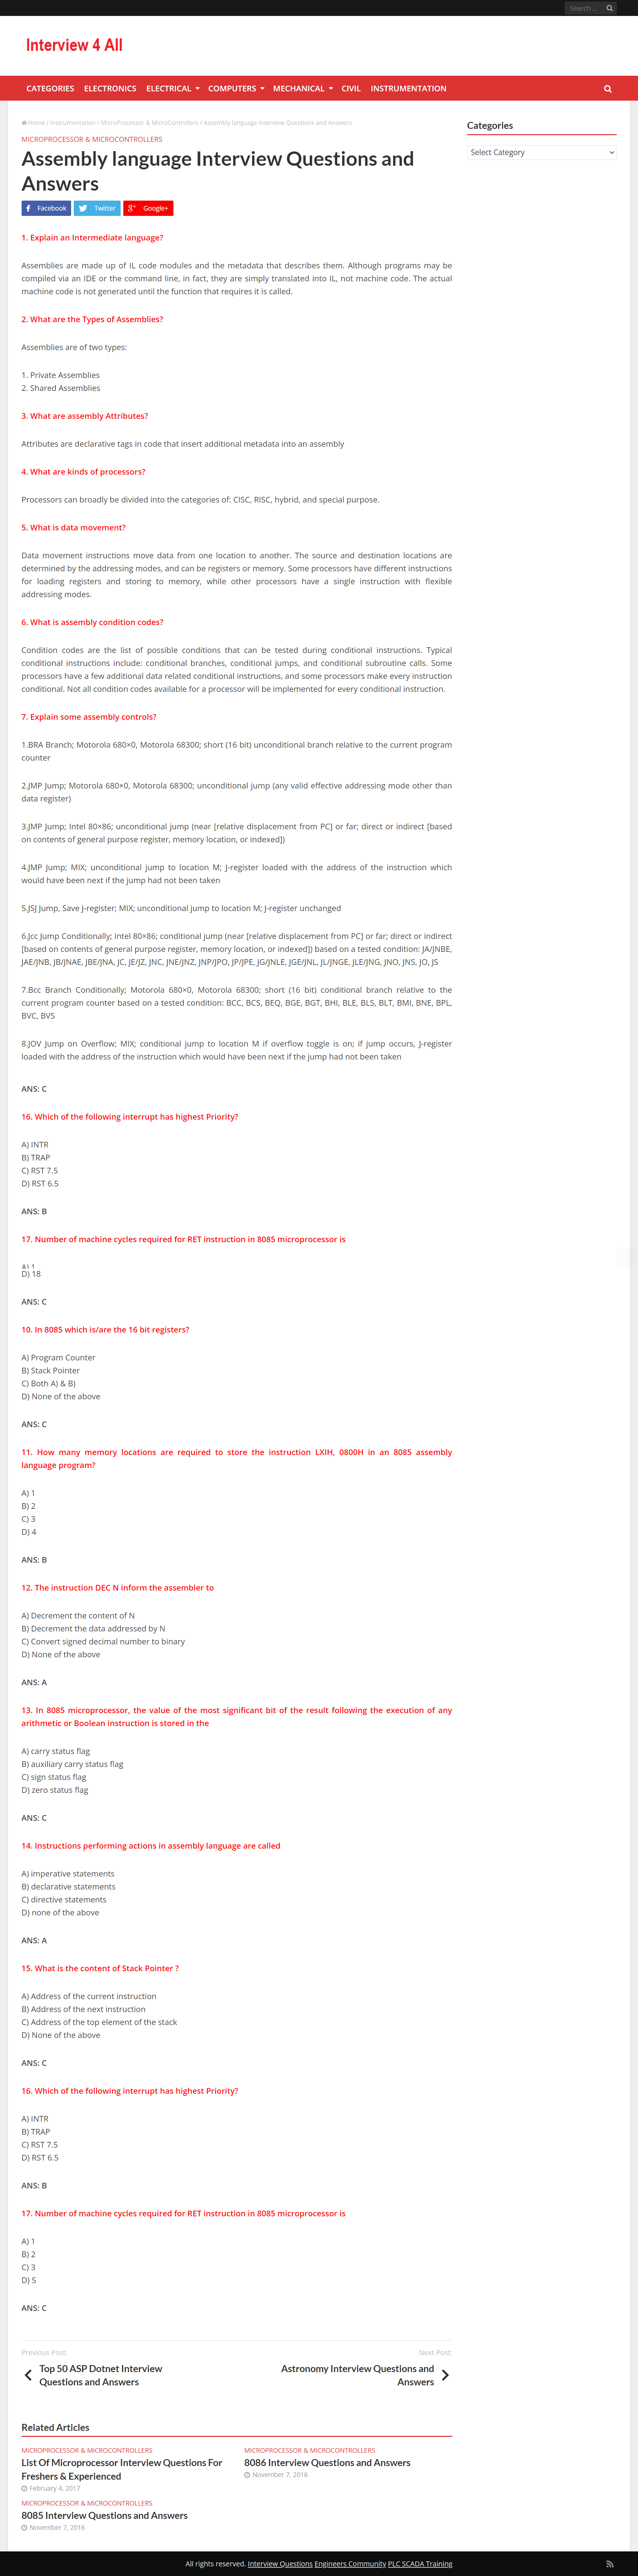 Search …
Interview 4 All
CATEGORIES ELECTRONICS ELECTRICAL COMPUTERS MECHANICAL CIVIL INSTRUMENTATION
Home / Instrumentation / MicroProcessor & MicroControllers / Assembly language Interview Questions and Answers
MICROPROCESSOR & MICROCONTROLLERS
Assembly language Interview Questions and
Answers
Facebook Twitter Google+
Categories
Select Category
1. Explain an Intermediate language?
Assemblies are made up of IL code modules and the metadata that describes them. Although programs may be
compiled via an IDE or the command line, in fact, they are simply translated into IL, not machine code. The actual
machine code is not generated until the function that requires it is called.
2. What are the Types of Assemblies?
Assemblies are of two types:
1. Private Assemblies
2. Shared Assemblies
3. What are assembly Attributes?
Attributes are declarative tags in code that insert additional metadata into an assembly
4. What are kinds of processors?
Processors can broadly be divided into the categories of: CISC, RISC, hybrid, and special purpose.
5. What is data movement?
Data movement instructions move data from one location to another. The source and destination locations are
determined by the addressing modes, and can be registers or memory. Some processors have different instructions
for loading registers and storing to memory, while other processors have a single instruction with flexible
addressing modes.
6. What is assembly condition codes?
Condition codes are the list of possible conditions that can be tested during conditional instructions. Typical
conditional instructions include: conditional branches, conditional jumps, and conditional subroutine calls. Some
processors have a few additional data related conditional instructions, and some processors make every instruction
conditional. Not all condition codes available for a processor will be implemented for every conditional instruction.
7. Explain some assembly controls?
1.BRA Branch; Motorola 680×0, Motorola 68300; short (16 bit) unconditional branch relative to the current program
counter
2.JMP Jump; Motorola 680×0, Motorola 68300; unconditional jump (any valid effective addressing mode other than
data register)
3.JMP Jump; Intel 80×86; unconditional jump (near [relative displacement from PC] or far; direct or indirect [based
on contents of general purpose register, memory location, or indexed])
4.JMP Jump; MIX; unconditional jump to location M; J-register loaded with the address of the instruction which
would have been next if the jump had not been taken
5.JSJ Jump, Save J-register; MIX; unconditional jump to location M; J-register unchanged
6.Jcc Jump Conditionally; Intel 80×86; conditional jump (near [relative displacement from PC] or far; direct or indirect
[based on contents of general purpose register, memory location, or indexed]) based on a tested condition: JA/JNBE,
JAE/JNB, JB/JNAE, JBE/JNA, JC, JE/JZ, JNC, JNE/JNZ, JNP/JPO, JP/JPE, JG/JNLE, JGE/JNL, JL/JNGE, JLE/JNG, JNO, JNS, JO, JS
7.Bcc Branch Conditionally; Motorola 680×0, Motorola 68300; short (16 bit) conditional branch relative to the
current program counter based on a tested condition: BCC, BCS, BEQ, BGE, BGT, BHI, BLE, BLS, BLT, BMI, BNE, BPL,
BVC, BVS
8.JOV Jump on Overflow; MIX; conditional jump to location M if overflow toggle is on; if jump occurs, J-register
loaded with the address of the instruction which would have been next if the jump had not been taken
ANS: C
16. Which of the following interrupt has highest Priority?
A) INTR
B) TRAP
C) RST 7.5
D) RST 6.5
ANS: B
17. Number of machine cycles required for RET instruction in 8085 microprocessor is
A) 1
D) 18
ANS: C
10. In 8085 which is/are the 16 bit registers?
A) Program Counter
B) Stack Pointer
C) Both A) & B)
D) None of the above
ANS: C
11. How many memory locations are required to store the instruction LXIH, 0800H in an 8085 assembly
language program?
A) 1
B) 2
C) 3
D) 4
ANS: B
12. The instruction DEC N inform the assembler to
A) Decrement the content of N
B) Decrement the data addressed by N
C) Convert signed decimal number to binary
D) None of the above
ANS: A
13. In 8085 microprocessor, the value of the most significant bit of the result following the execution of any
arithmetic or Boolean instruction is stored in the
A) carry status flag
B) auxiliary carry status flag
C) sign status flag
D) zero status flag
ANS: C
14. Instructions performing actions in assembly language are called
A) imperative statements
B) declarative statements
C) directive statements
D) none of the above
ANS: A
15. What is the content of Stack Pointer ?
A) Address of the current instruction
B) Address of the next instruction
C) Address of the top element of the stack
D) None of the above
ANS: C
16. Which of the following interrupt has highest Priority?
A) INTR
B) TRAP
C) RST 7.5
D) RST 6.5
ANS: B
17. Number of machine cycles required for RET instruction in 8085 microprocessor is
A) 1
B) 2
C) 3
D) 5
ANS: C
Previous Post:
Top 50 ASP Dotnet Interview
Questions and Answers
Next Post:
Astronomy Interview Questions and
Answers
Related Articles
MICROPROCESSOR & MICROCONTROLLERS
List Of Microprocessor Interview Questions For
Freshers & Experienced
February 4, 2017
MICROPROCESSOR & MICROCONTROLLERS
8086 Interview Questions and Answers
November 7, 2016
MICROPROCESSOR & MICROCONTROLLERS
8085 Interview Questions and Answers
November 7, 2016
All rights reserved. Interview Questions Engineers Community PLC SCADA Training